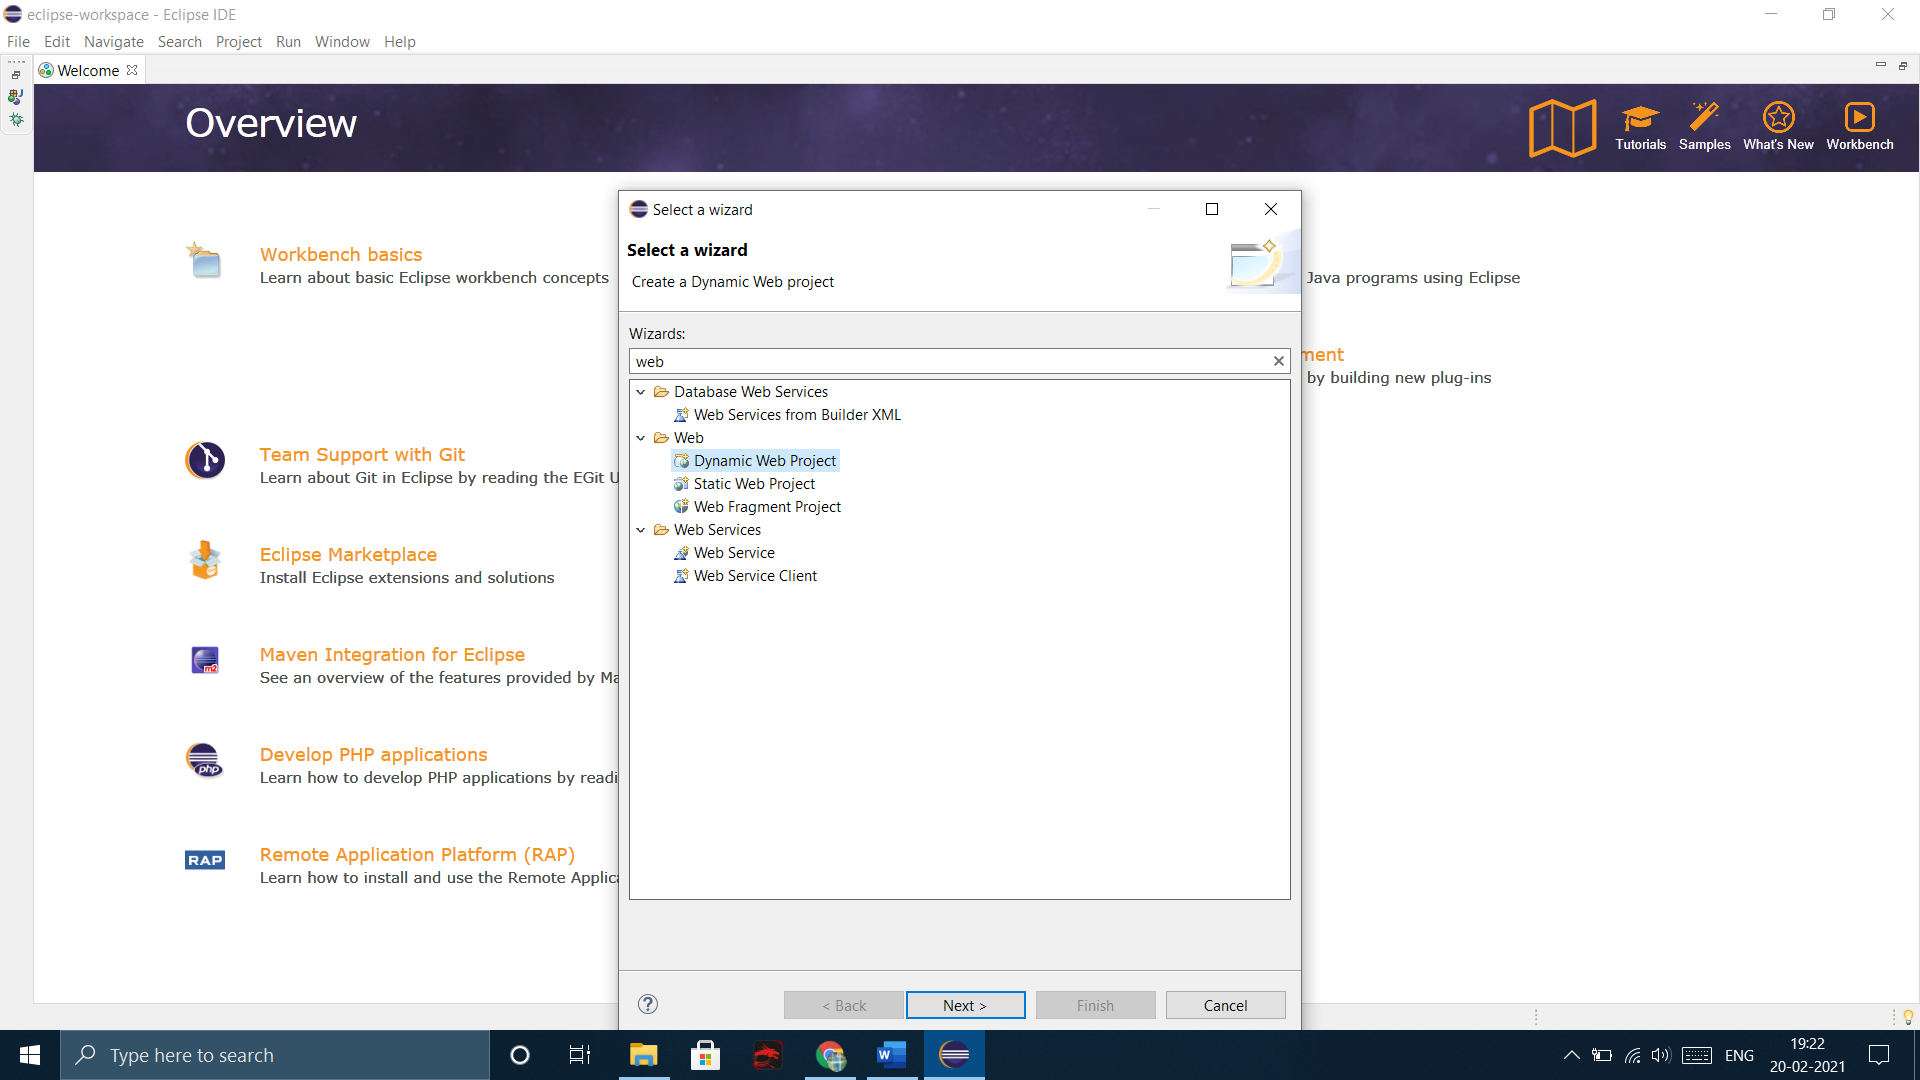 eclipse-workspace - Eclipse IDE
File Edit Navigate Search Project Run Window Help
Welcome
Overview
Tutorials Samples What's New Workbench
Workbench basics
Learn about basic Eclipse workbench concepts
Java programs using Eclipse
ment
by building new plug-ins
Team Support with Git
Learn about Git in Eclipse by reading the EGit U
Eclipse Marketplace
Install Eclipse extensions and solutions
Maven Integration for Eclipse
See an overview of the features provided by Ma
m2
Develop PHP applications
Learn how to develop PHP applications by readi
php
Remote Application Platform (RAP)
Learn how to install and use the Remote Applica
RAP
Select a wizard
Select a wizard
Create a Dynamic Web project
Wizards:
web
Database Web Services
Web Services from Builder XML
Web
Dynamic Web Project
Static Web Project
Web Fragment Project
Web Services
Web Service
Web Service Client
? < Back Next > Finish Cancel
Type here to search
W
ENG
19:22
20-02-2021